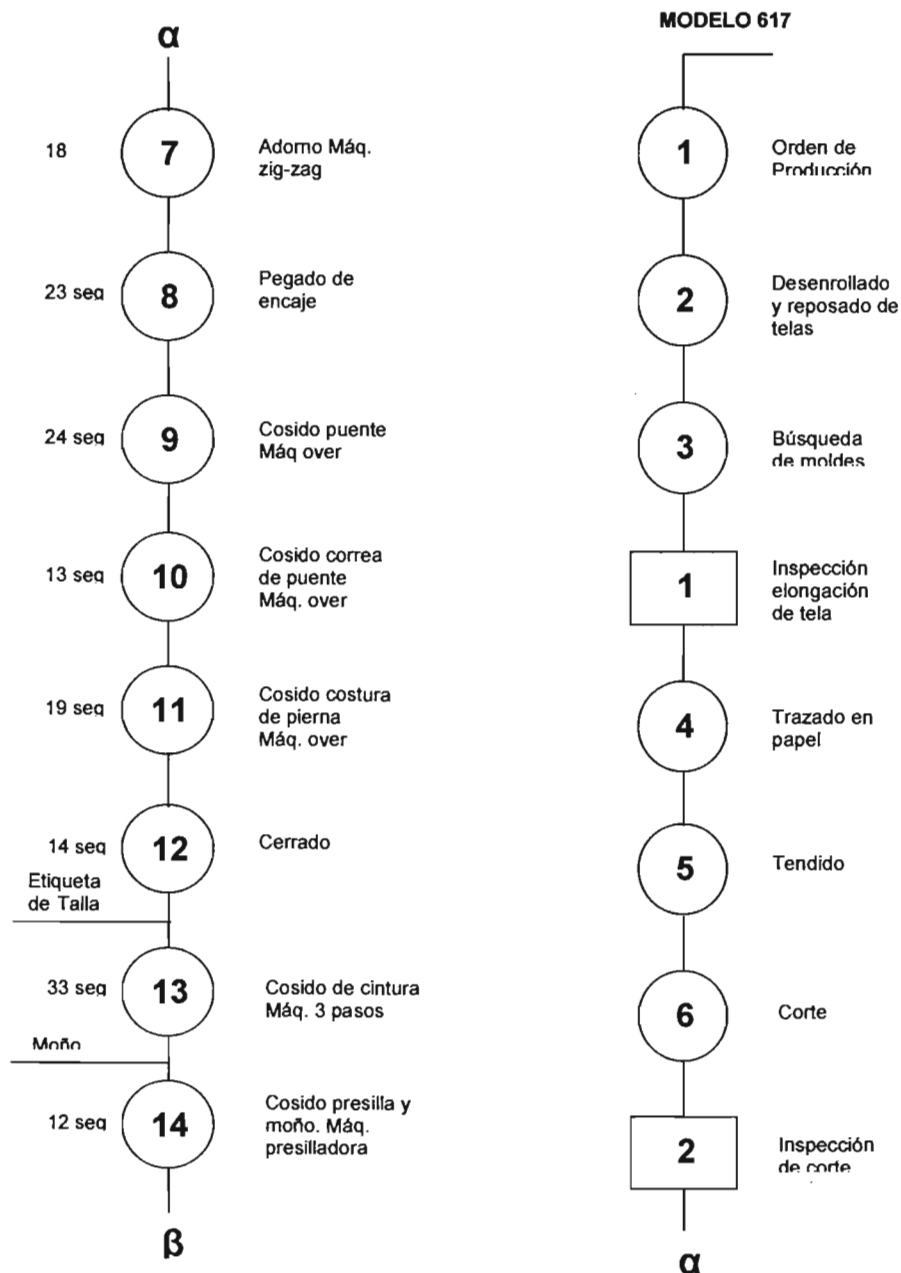 MODELO 617
1
Orden de
Producción
2
Desenrollado
y reposado de
telas
3
Búsqueda
de moldes
1
Inspección
elongación
de tela
4
Trazado en
papel
5
Tendido
6
Corte
2
Inspección
de corte
α
α
18
7
Adorno Máq.
zig-zag
23 seg
8
Pegado de
encaje
24 seg
9
Cosido puente
Máq over
13 seg
10
Cosido correa
de puente
Máq. over
19 seg
11
Cosido costura
de pierna
Máq. over
14 seg
12
Cerrado
Etiqueta
de Talla
33 seg
13
Cosido de cintura
Máq. 3 pasos
Moño
12 seg
14
Cosido presilla y
moño. Máq.
presilladora
β